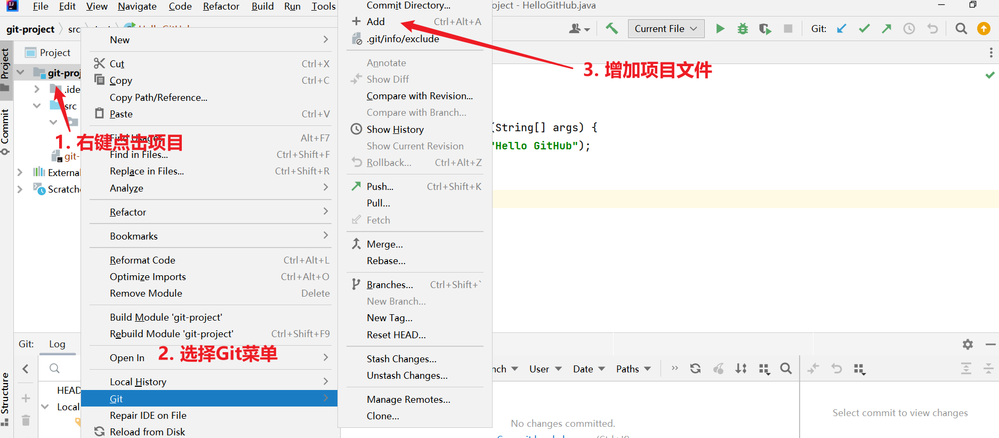 File Edit View Navigate Code Refactor Build Run Tools
oject - HelloGitHub.java
git-project
src
Current File
Git:
Project
Project
Commit
Structure
git-proj
.ide
src
git-
External
Scratche
1. 右键点击项目
New
Cut Ctrl+X
Copy Ctrl+C
Copy Path/Reference...
Paste Ctrl+V
Find Usages Alt+F7
Find in Files... Ctrl+Shift+F
Replace in Files... Ctrl+Shift+R
Analyze
Refactor
Bookmarks
Reformat Code Ctrl+Alt+L
Optimize Imports Ctrl+Alt+O
Remove Module Delete
Build Module 'git-project'
Rebuild Module 'git-project' Ctrl+Shift+F9
Open In
2. 选择Git菜单
Local History
Git
Repair IDE on File
Reload from Disk
Commit Directory...
Add Ctrl+Alt+A
.git/info/exclude
Annotate
Show Diff
Compare with Revision...
Compare with Branch...
Show History
Show Current Revision
Rollback... Ctrl+Alt+Z
Push... Ctrl+Shift+K
Pull...
Fetch
Merge...
Rebase...
Branches... Ctrl+Shift+`
New Branch...
New Tag...
Reset HEAD...
Stash Changes...
Unstash Changes...
Manage Remotes...
Clone...
3. 增加项目文件
(String[] args) {
"Hello GitHub");
Git: Log
HEAD
Local
nch User Date Paths
No changes committed.
Select commit to view changes